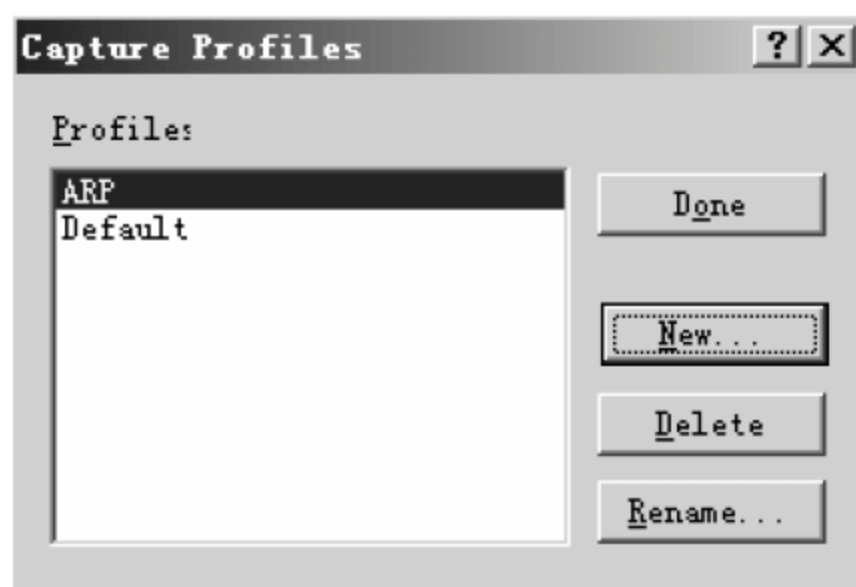 Capture Profiles
Profiles
ARP
Default
Done
New...
Delete
Rename...